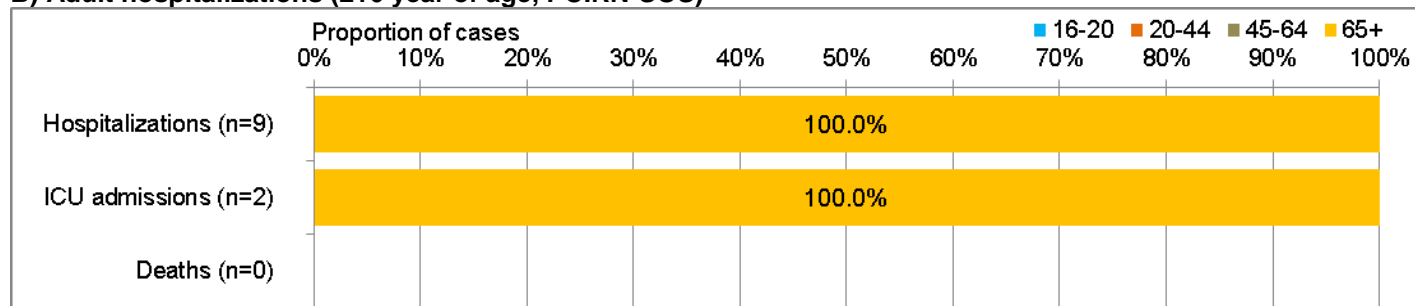 Proportion of cases
16-20 20-44 45-64 65+
0% 10% 20% 30% 40% 50% 60% 70% 80% 90% 100%
Hospitalizations (n=9) 100.0%
ICU admissions (n=2) 100.0%
Deaths (n=0)